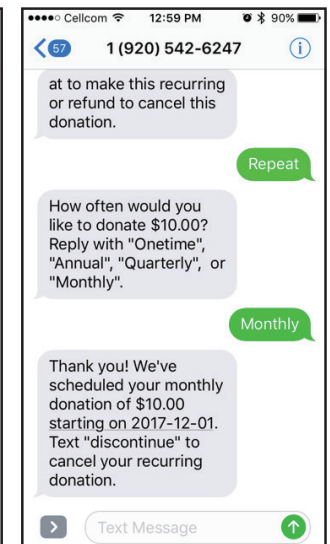 Cellcom 12:59 PM 90%
57 1 (920) 542-6247
at to make this recurring
or refund to cancel this
donation.
Repeat
How often would you
like to donate $10.00?
Reply with "Onetime",
"Annual", "Quarterly", or
"Monthly".
Monthly
Thank you! We've
scheduled your monthly
donation of $10.00
starting on 2017-12-01.
Text "discontinue" to
cancel your recurring
donation.
Text Message